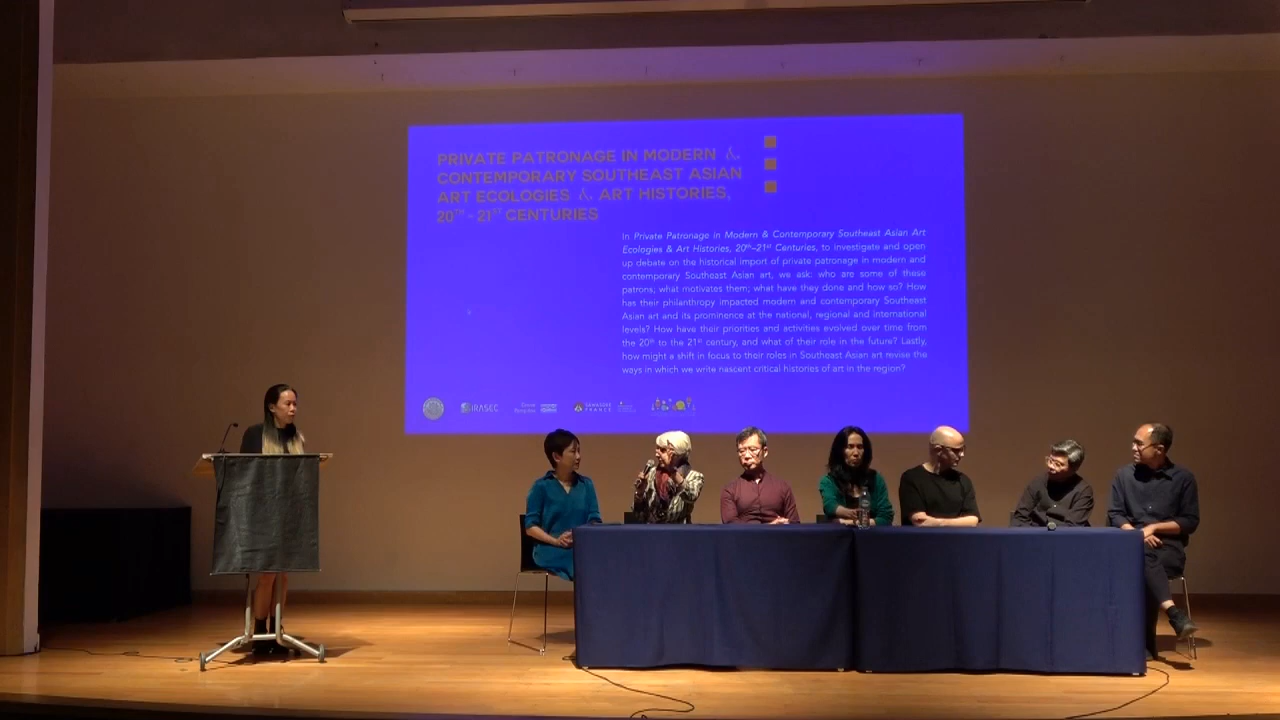 PRIVATE PATRONAGE IN MODERN &
CONTEMPORARY SOUTHEAST ASIAN
ART ECOLOGIES & ART HISTORIES,
20TH - 21ST CENTURIES
In Private Patronage in Modern & Contemporary Southeast Asian Art
Ecologies & Art Histories, 20th–21st Centuries, to investigate and open
up debate on the historical import of private patronage in modern and
contemporary Southeast Asian art, we ask: who are some of these
patrons; what motivates them; what have they done and how so? How
has their philanthropy impacted modern and contemporary Southeast
Asian art and its prominence at the national, regional and international
levels? How have their priorities and activities evolved over time from
the 20th to the 21st century, and what of their role in the future? Lastly,
how might a shift in focus to their roles in Southeast Asian art revise the
ways in which we write nascent critical histories of art in the region?
IRASEC